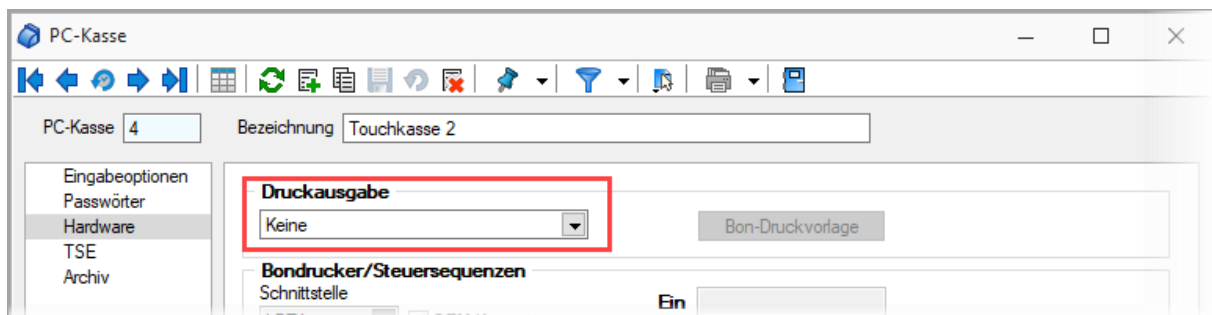 PC-Kasse
PC-Kasse 4 Bezeichnung Touchkasse 2
Eingabeoptionen
Passwörter
Hardware
TSE
Archiv
Druckausgabe
Keine Bon-Druckvorlage
Bondrucker/Steuersequenzen
Schnittstelle
Ein